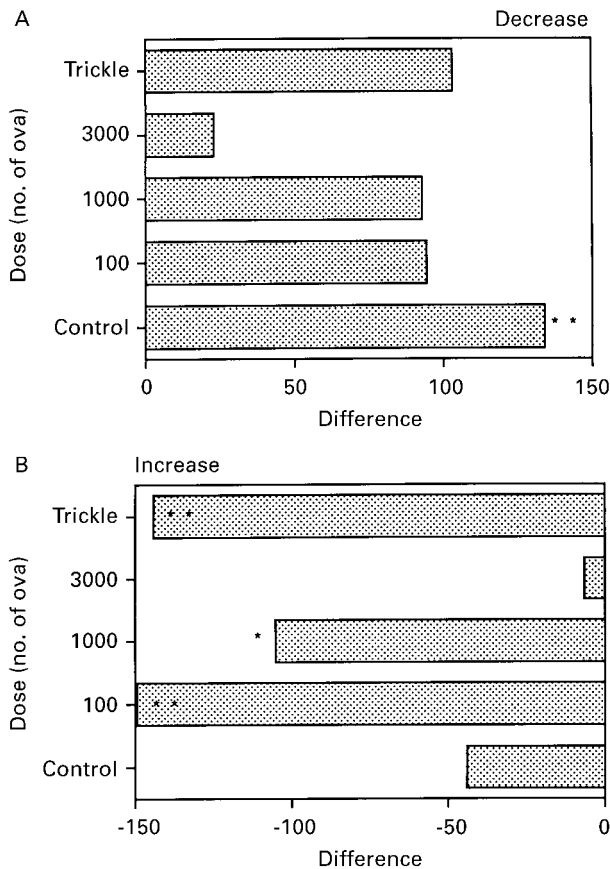 A
Decrease
Dose (no. of ova)
Trickle
3000
1000
100
Control
* *
0 50 100 150
Difference
B
Increase
Dose (no. of ova)
Trickle
* *
3000
1000
*
100
* *
Control
-150 -100 -50 0
Difference